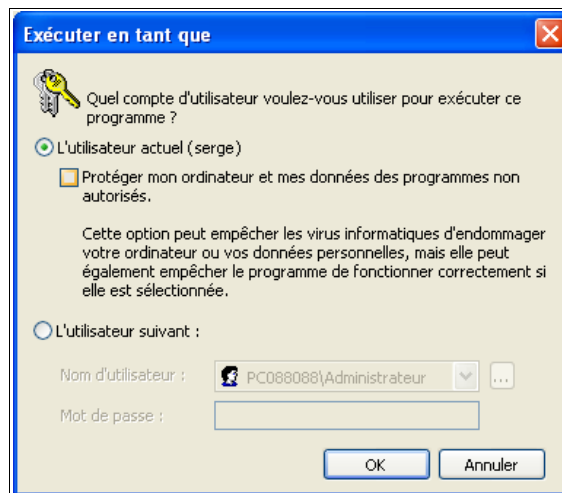 Exécuter en tant que
Quel compte d'utilisateur voulez-vous utiliser pour exécuter ce
programme ?
L'utilisateur actuel (serge)
Protéger mon ordinateur et mes données des programmes non
autorisés.
Cette option peut empêcher les virus informatiques d'endommager
votre ordinateur ou vos données personnelles, mais elle peut
également empêcher le programme de fonctionner correctement si
elle est sélectionnée.
L'utilisateur suivant :
Nom d'utilisateur :
PC088088\Administrateur
...
Mot de passe :
OK
Annuler